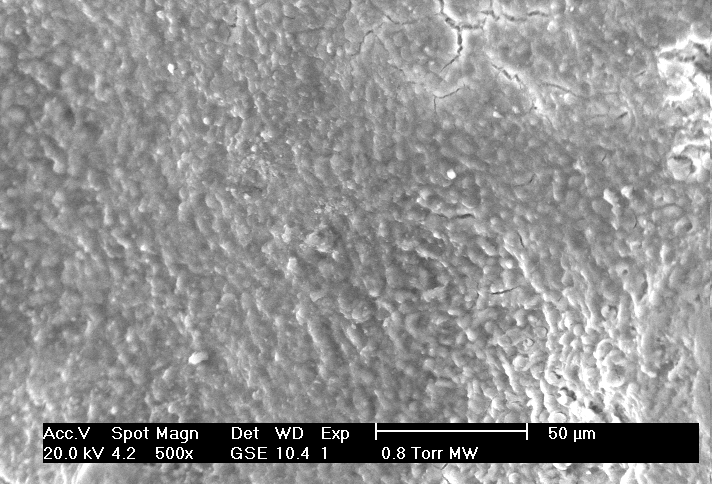 Acc.V Spot Magn Det WD Exp 50 µm
20.0 kV 4.2 500x GSE 10.4 1 0.8 Torr MW